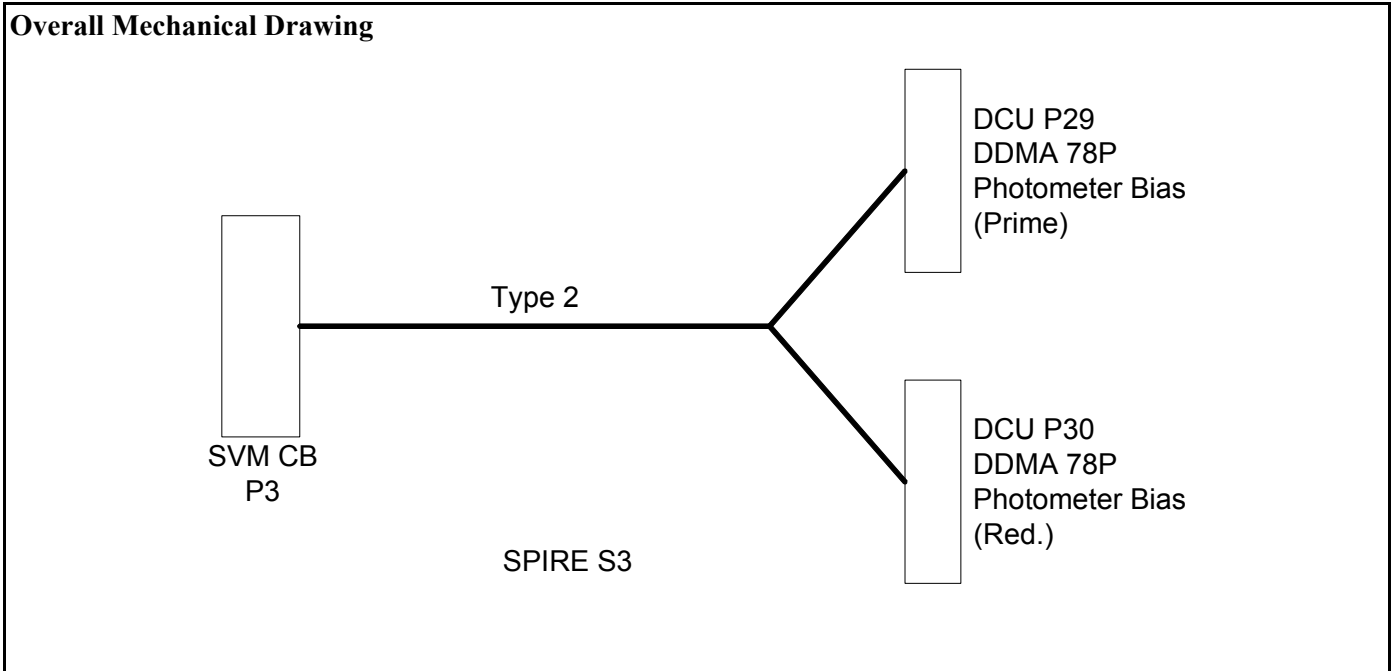 Overall Mechanical Drawing
DCU P29
DDMA 78P
Photometer Bias
(Prime)
Type 2
SVM CB
P3
DCU P30
DDMA 78P
Photometer Bias
(Red.)
SPIRE S3